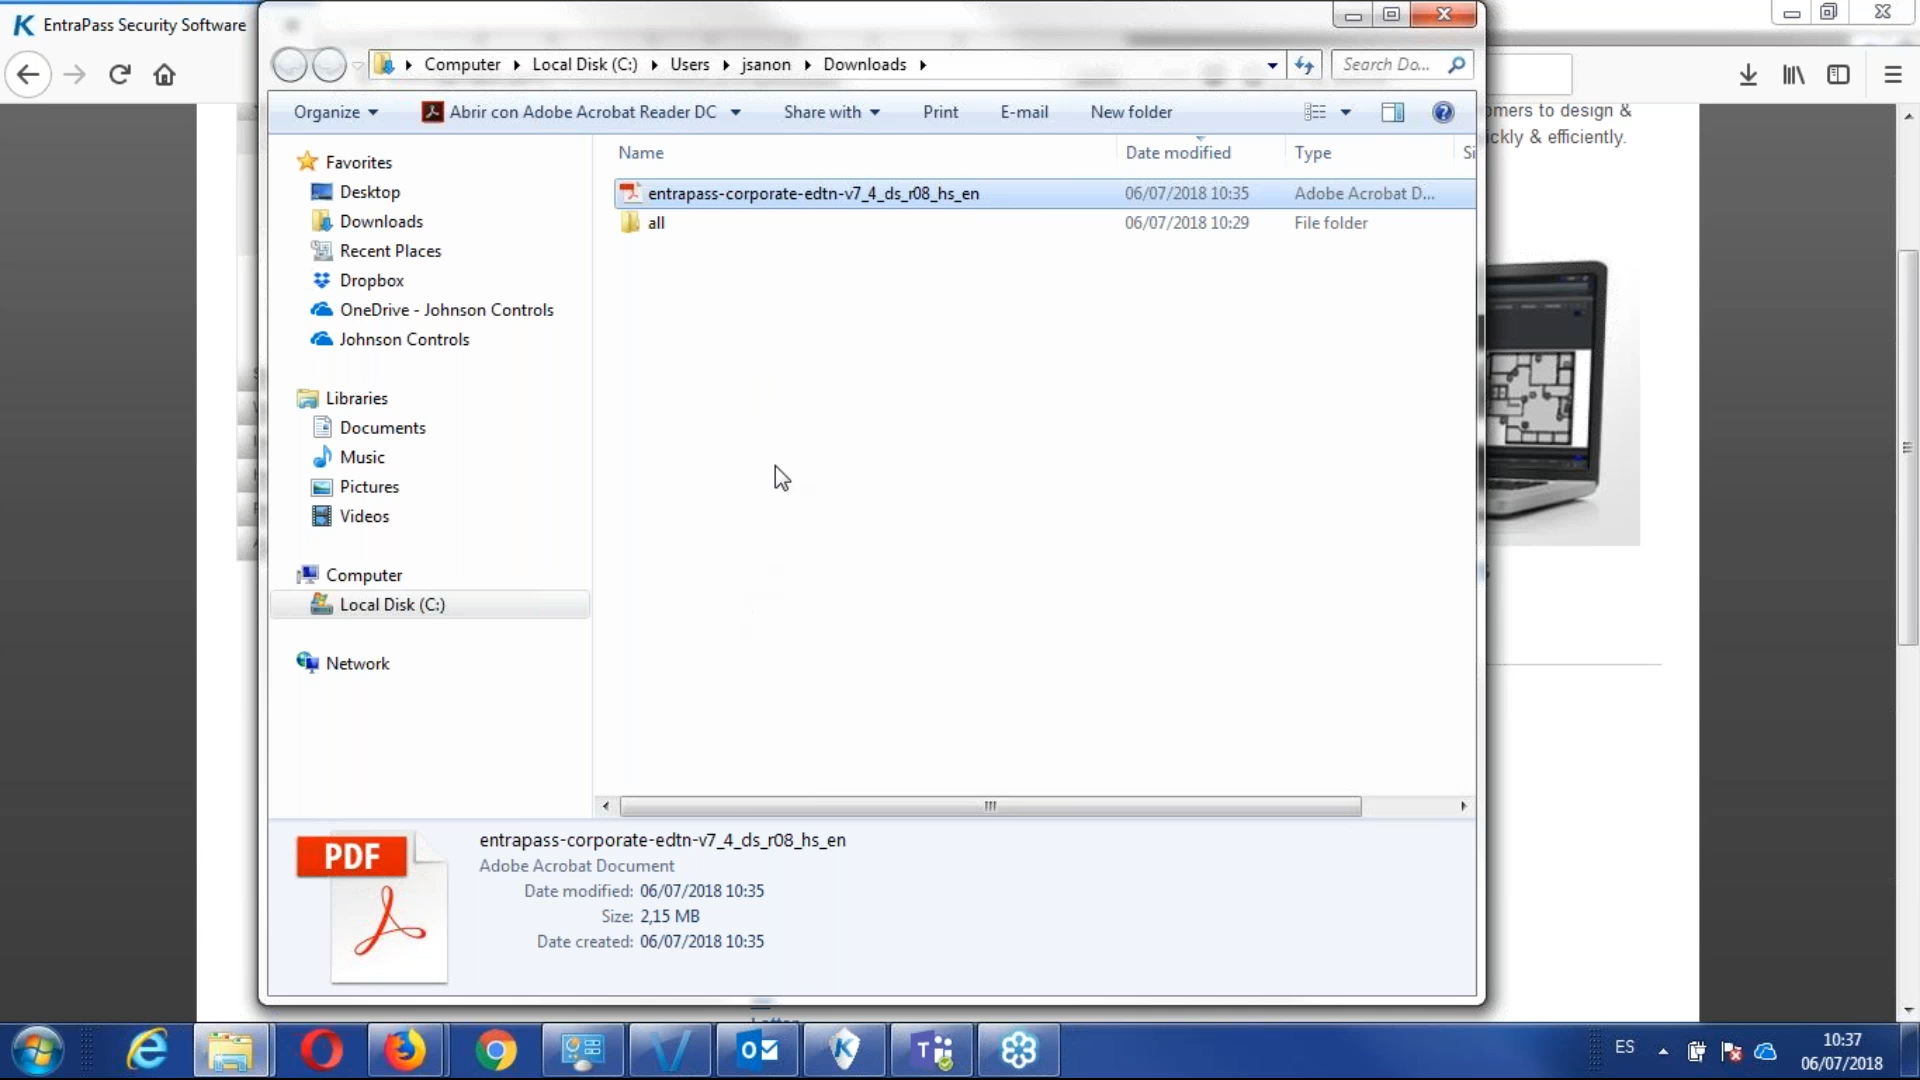 EntraPass Security Software
Computer
Local Disk (C:)
Users
jsanon
Downloads
Search Do...
Organize
Abrir con Adobe Acrobat Reader DC
Share with
Print
E-mail
New folder
omers to design &
ickly & efficiently.
Favorites
Desktop
Downloads
Recent Places
Dropbox
OneDrive - Johnson Controls
Johnson Controls
Libraries
Documents
Music
Pictures
Videos
Computer
Local Disk (C:)
Network
Name
Date modified
Type
Si
entrapass-corporate-edtn-v7_4_ds_r08_hs_en
06/07/2018 10:35
Adobe Acrobat D...
all
06/07/2018 10:29
File folder
PDF
entrapass-corporate-edtn-v7_4_ds_r08_hs_en
Adobe Acrobat Document
Date modified: 06/07/2018 10:35
Size: 2,15 MB
Date created: 06/07/2018 10:35
ES
10:37
06/07/2018